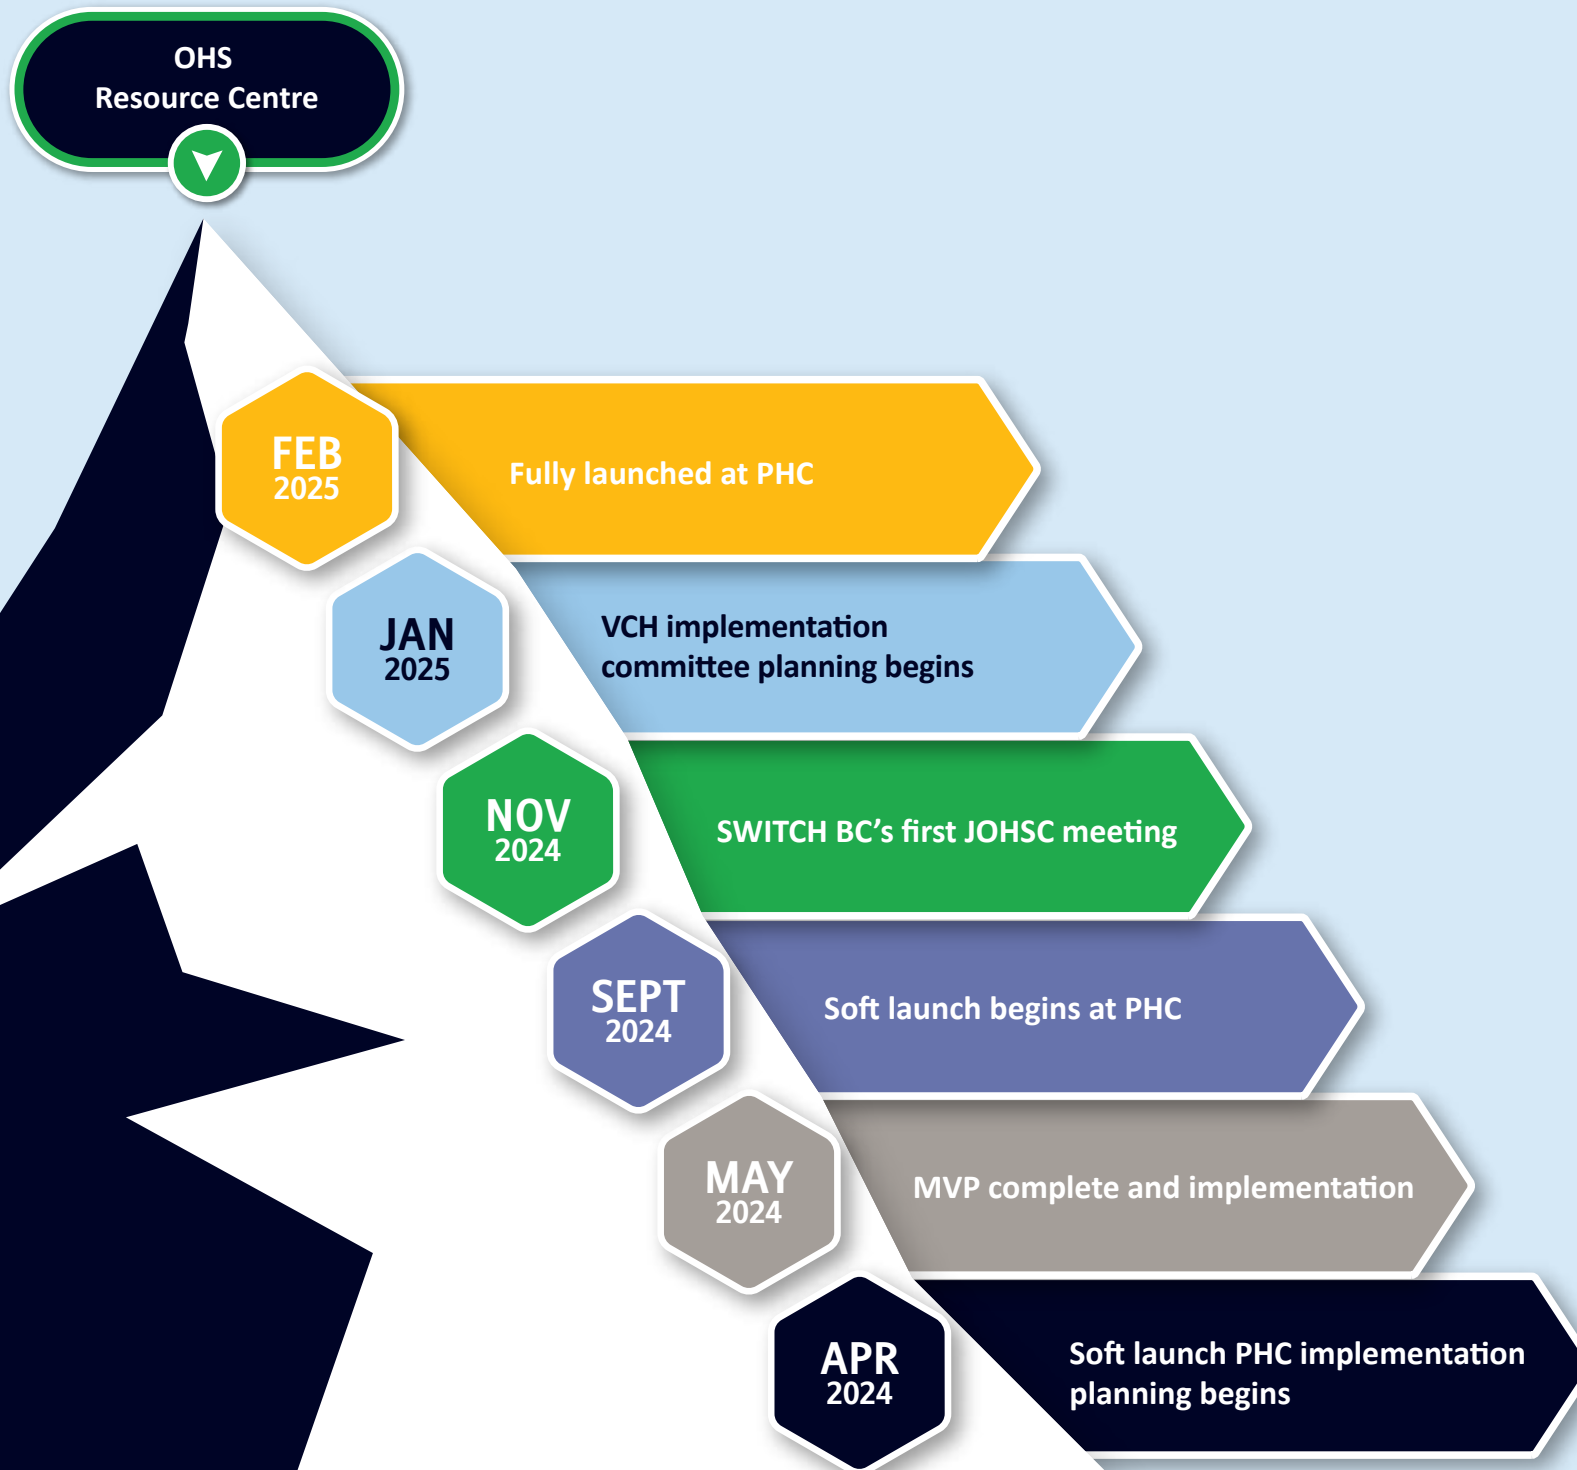 OHS
Resource Centre
FEB
2025
Fully launched at PHC
JAN
2025
VCH implementation
committee planning begins
NOV
2024
SWITCH BC’s first JOHSC meeting
SEPT
2024
Soft launch begins at PHC
MAY
2024
MVP complete and implementation
APR
2024
Soft launch PHC implementation
planning begins